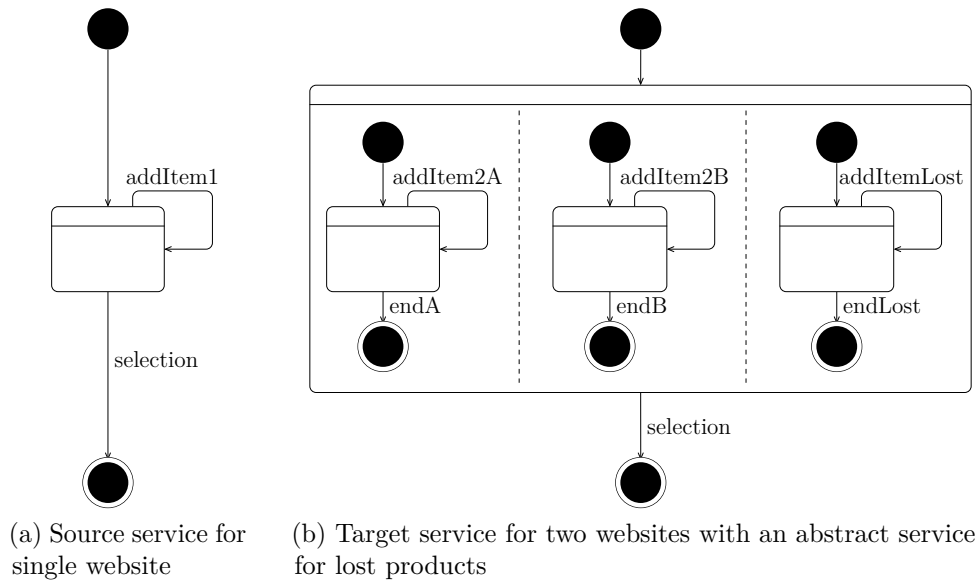 addItem1
selection
addItem2A
endA
addItem2B
endB
addItemLost
endLost
selection
(a) Source service for
single website
(b) Target service for two websites with an abstract service
for lost products